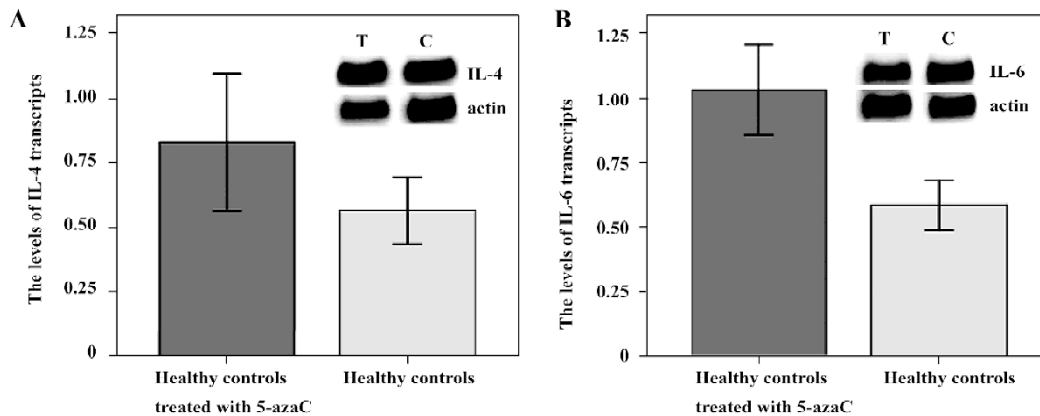 A
The levels of IL-4 transcripts
1.25
1.00
0.75
0.50
0.25
0
T C
IL-4
actin
Healthy controls
treated with 5-azaC
Healthy controls
B
The levels of IL-6 transcripts
1.25
1.00
0.75
0.50
0.25
0.00
T C
IL-6
actin
Healthy controls
treated with 5-azaC
Healthy controls